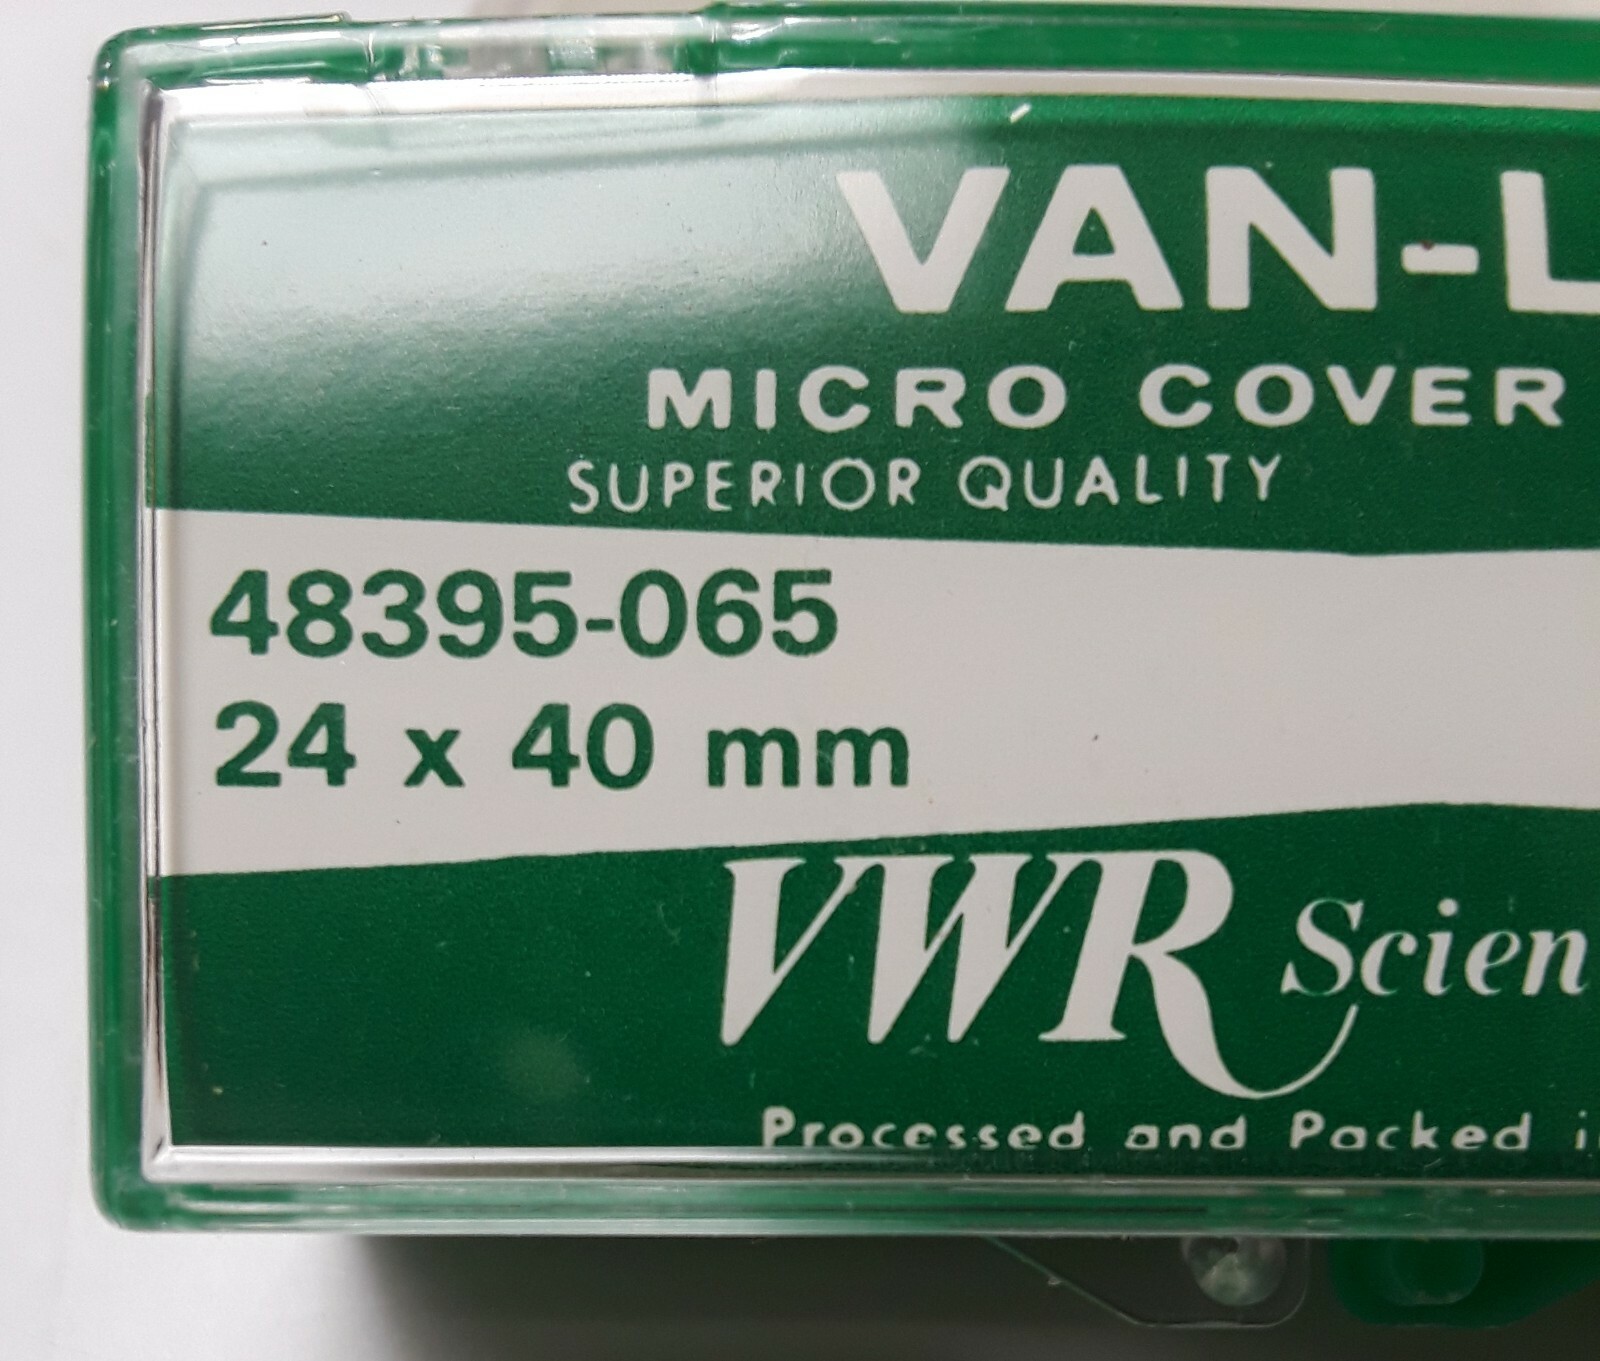 VAN-L
MICRO COVER
SUPERIOR QUALITY
48395-065
24 x 40 mm
VWR Scien
Processed and Packed i